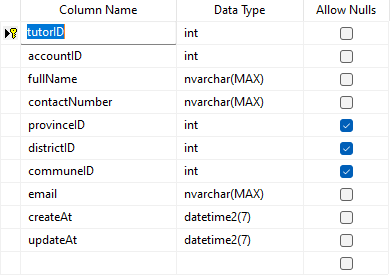 Column Name Data Type Allow Nulls
tutorID int
accountID int
fullName nvarchar(MAX)
contactNumber nvarchar(MAX)
provinceID int
districtID int
communeID int
email nvarchar(MAX)
createAt datetime2(7)
updateAt datetime2(7)